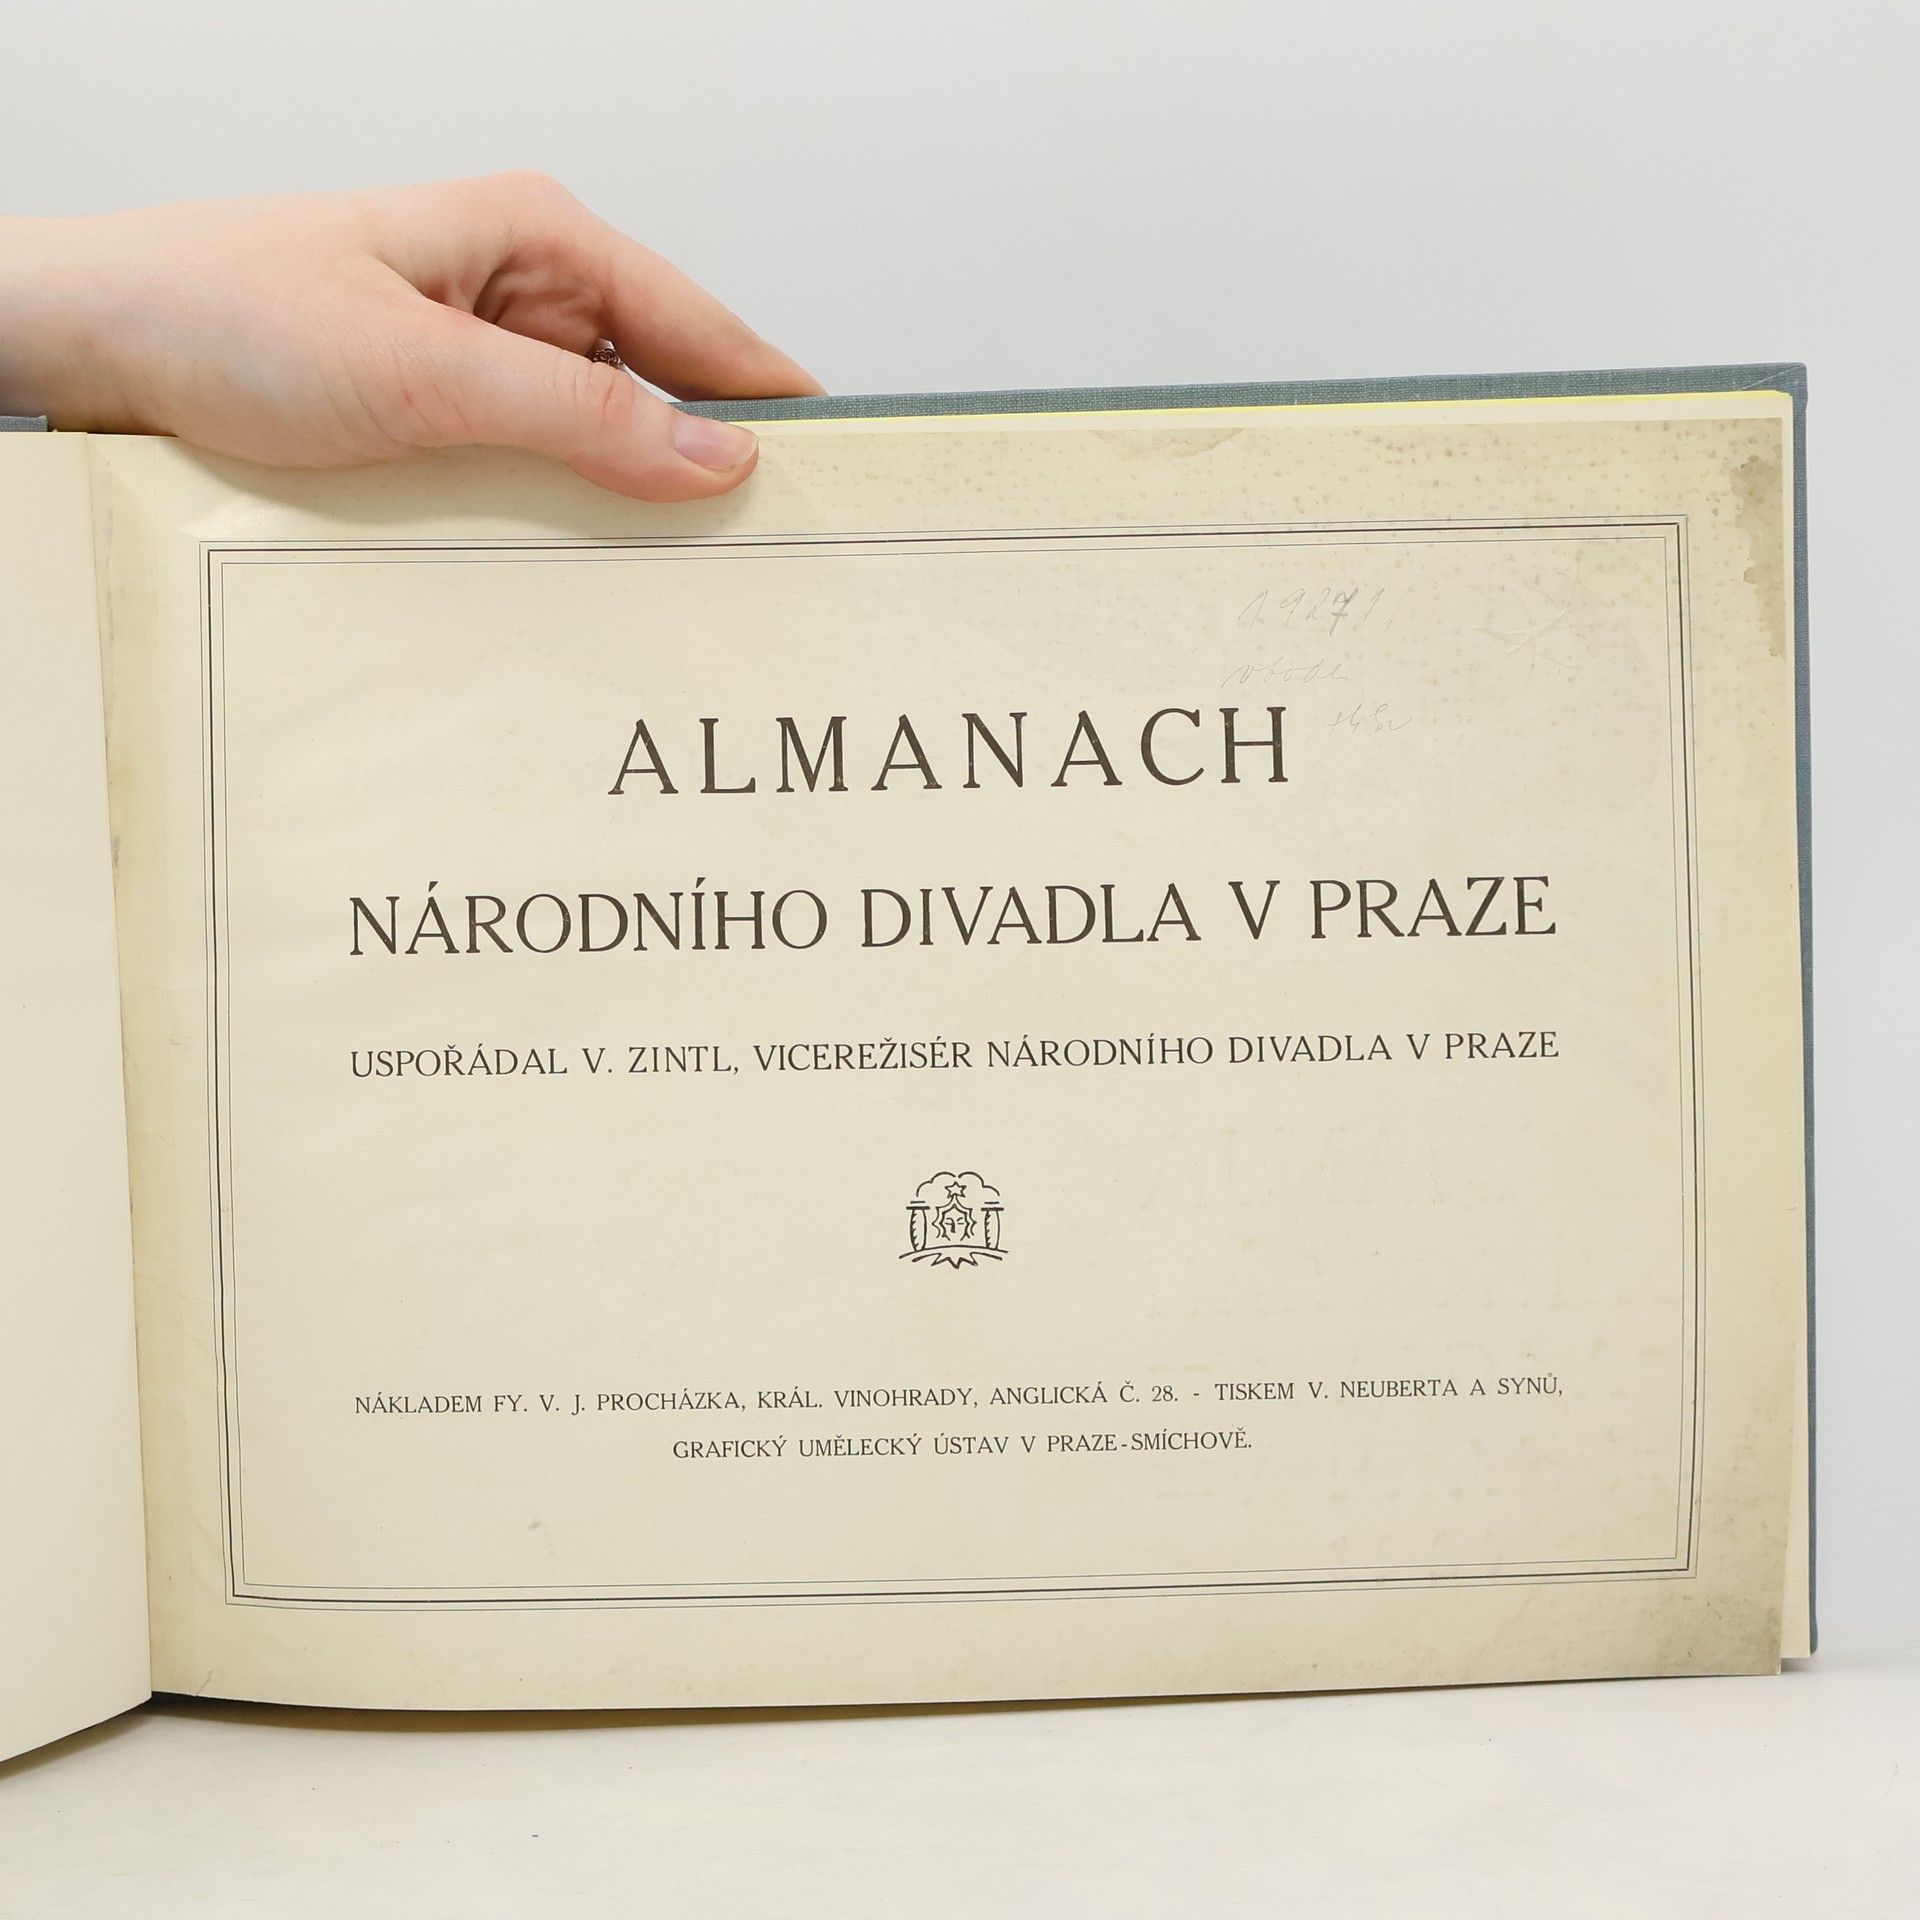 19271
ALMANACH
NÁRODNÍHO DIVADLA V PRAZE
USPOŘÁDAL V. ZINTL, VICEREŽISÉR NÁRODNÍHO DIVADLA V PRAZE
NÁKLADEM FY. V. J. PROCHÁZKA, KRÁL. VINOHRADY, ANGLICKÁ Č. 28. - TISKEM V. NEUBERTA A SYNŮ,
GRAFICKÝ UMĚLECKÝ ÚSTAV V PRAZE-SMÍCHOVĚ.